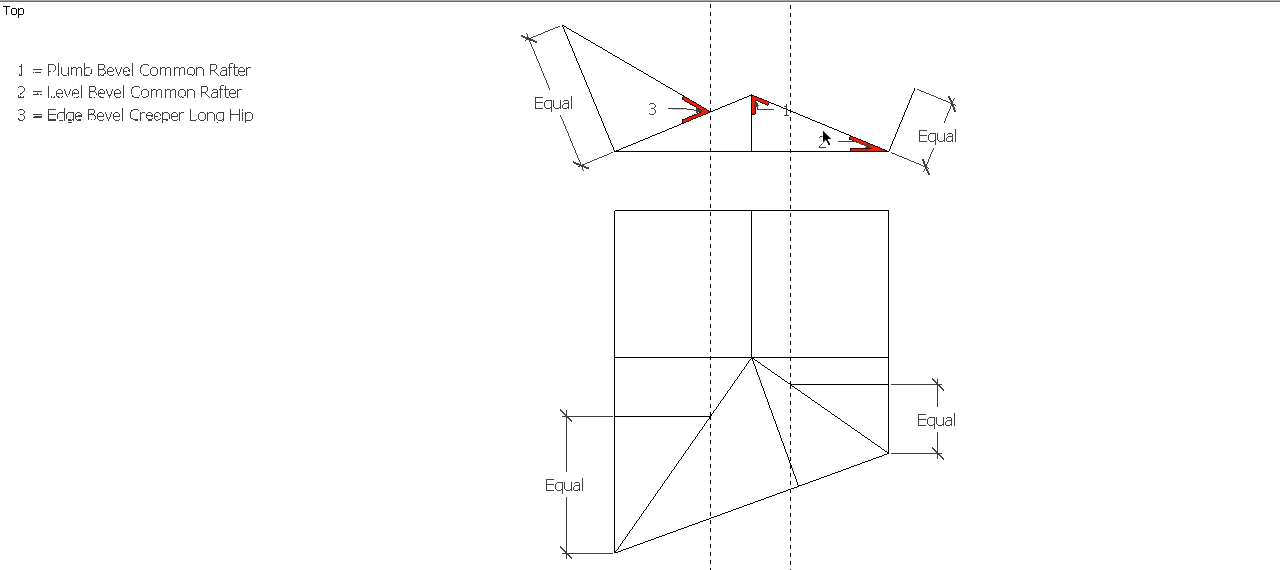 Top
1 = Plumb Bevel Common Rafter
2 = Level Bevel Common Rafter
3 = Edge Bevel Creeper Long Hip
Equal
3
1
2
Equal
Equal
Equal